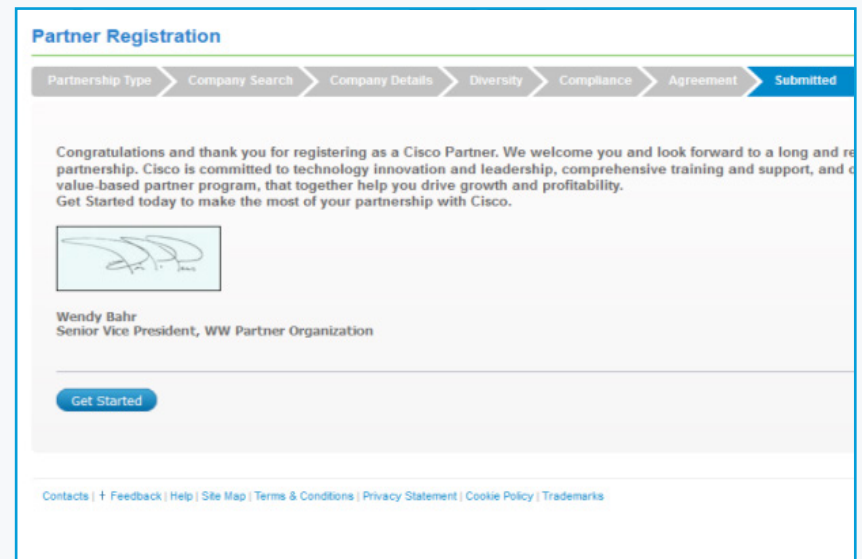 Partner Registration
Partnership Type Company Search Company Details Diversity Compliance Agreement Submitted
Congratulations and thank you for registering as a Cisco Partner. We welcome you and look forward to a long and re
partnership. Cisco is committed to technology innovation and leadership, comprehensive training and support, and
value-based partner program, that together help you drive growth and profitability.
Get Started today to make the most of your partnership with Cisco.
Wendy Bahr
Senior Vice President, WW Partner Organization
Get Started
Contacts | + Feedback | Help | Site Map | Terms & Conditions | Privacy Statement | Cookie Policy | Trademarks